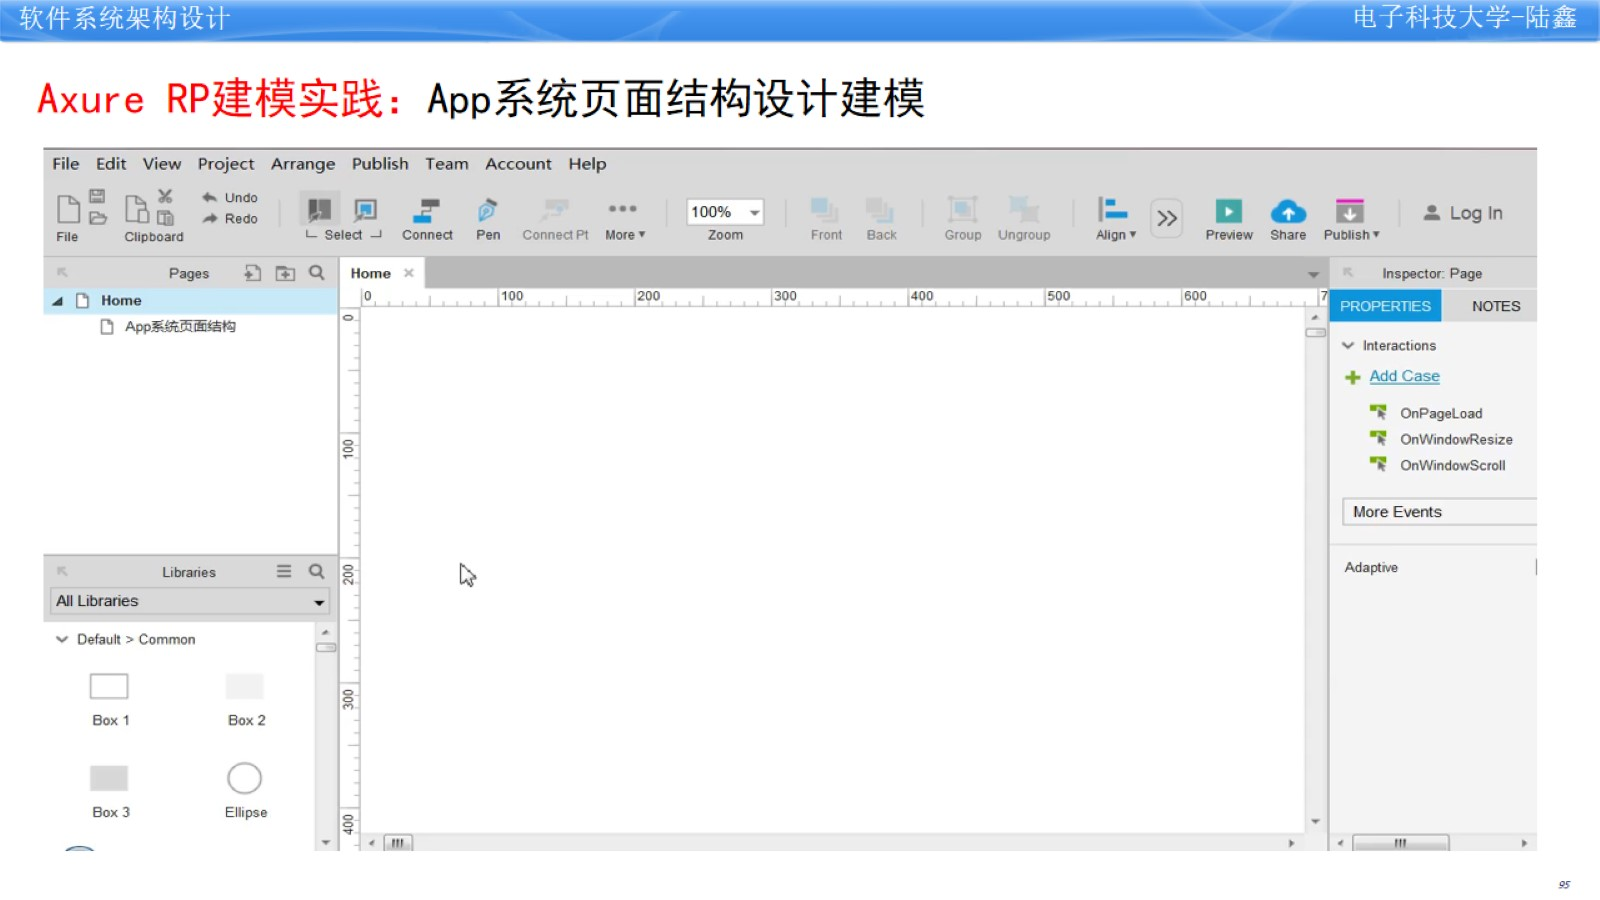 软件系统架构设计
电子科技大学-陆鑫
Axure RP建模实践：App系统页面结构设计建模
File Edit View Project Arrange Publish Team Account Help
Undo
Redo
File Clipboard Select Connect Pen Connect Pt More
100%
Zoom
Front Back Group Ungroup Align Preview Share Publish
Log In
Pages
Home
App系统页面结构
Home
0 100 200 300 400 500 600 7
0
100
200
300
400
Inspector: Page
PROPERTIES NOTES
Interactions
Add Case
OnPageLoad
OnWindowResize
OnWindowScroll
More Events
Adaptive
Libraries
All Libraries
Default > Common
Box 1 Box 2
Box 3 Ellipse
95